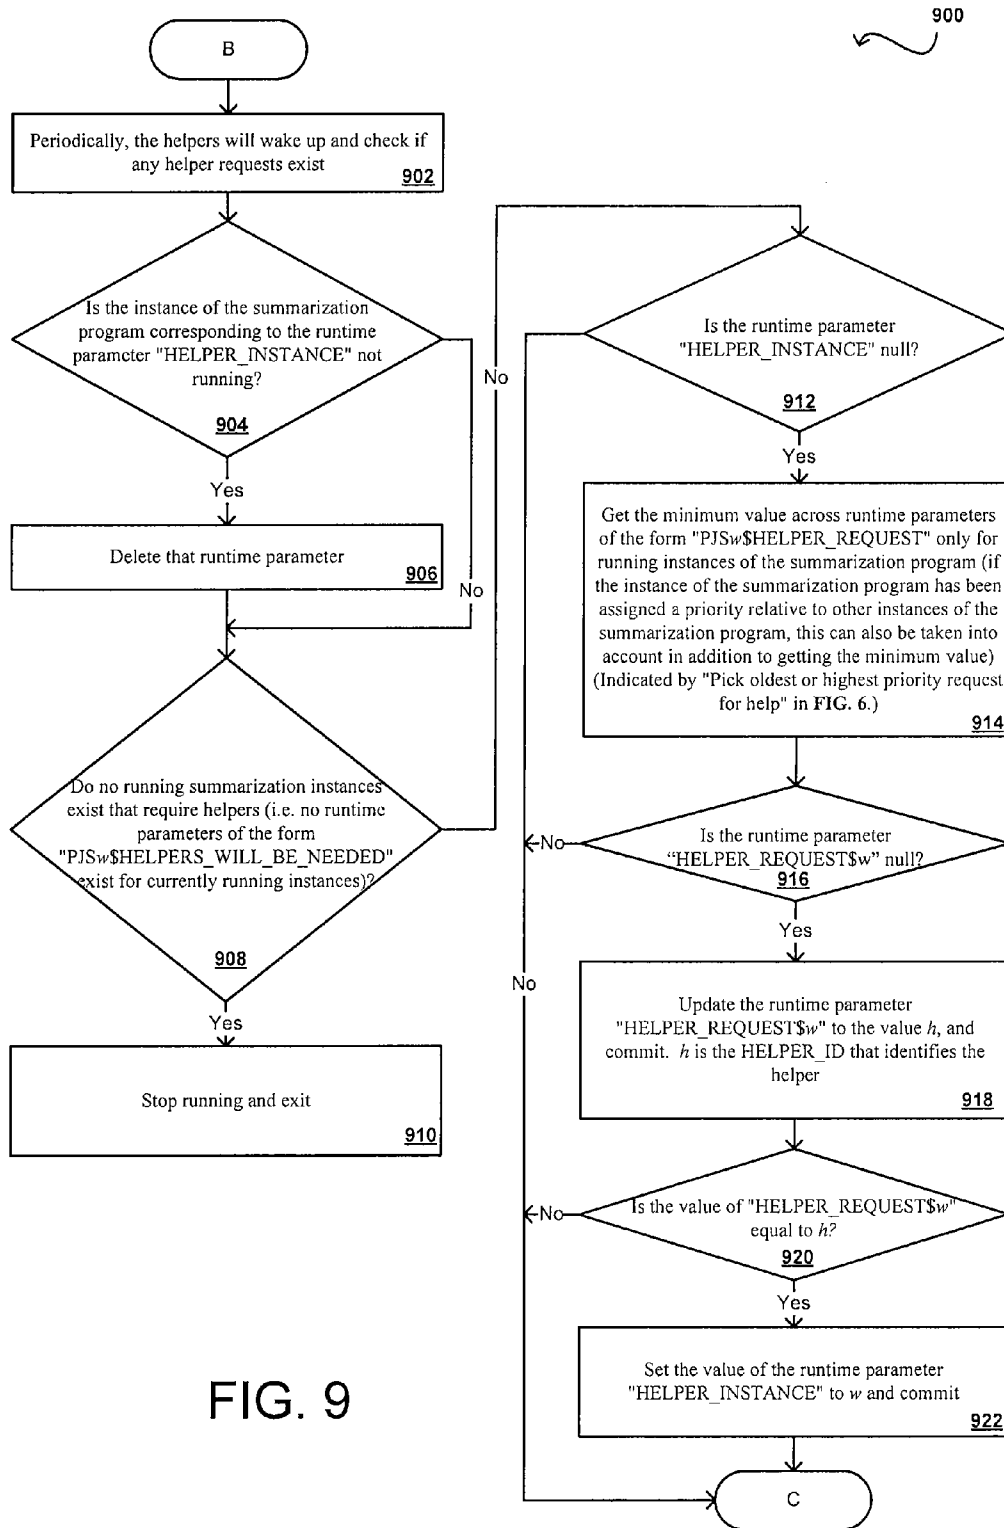 900
B
Periodically, the helpers will wake up and check if
any helper requests exist
902
Is the instance of the summarization
program corresponding to the runtime
parameter "HELPER_INSTANCE" not
running?
904
Yes
No
Delete that runtime parameter
906
Do no running summarization instances
exist that require helpers (i.e. no runtime
parameters of the form
"PJSw$HELPERS_WILL_BE_NEEDED"
exist for currently running instances)?
908
Yes
No
Stop running and exit
910
Is the runtime parameter
"HELPER_INSTANCE" null?
912
Yes
No
Get the minimum value across runtime parameters
of the form "PJSw$HELPER_REQUEST" only for
running instances of the summarization program (if
the instance of the summarization program has been
assigned a priority relative to other instances of the
summarization program, this can also be taken into
account in addition to getting the minimum value)
(Indicated by "Pick oldest or highest priority request
for help" in FIG. 6.)
914
Is the runtime parameter
“HELPER_REQUEST$w” null?
916
No
Yes
Update the runtime parameter
"HELPER_REQUEST$w" to the value h, and
commit. h is the HELPER_ID that identifies the
helper
918
Is the value of "HELPER_REQUEST$w"
equal to h?
920
No
Yes
Set the value of the runtime parameter
"HELPER_INSTANCE" to w and commit
922
C
FIG. 9